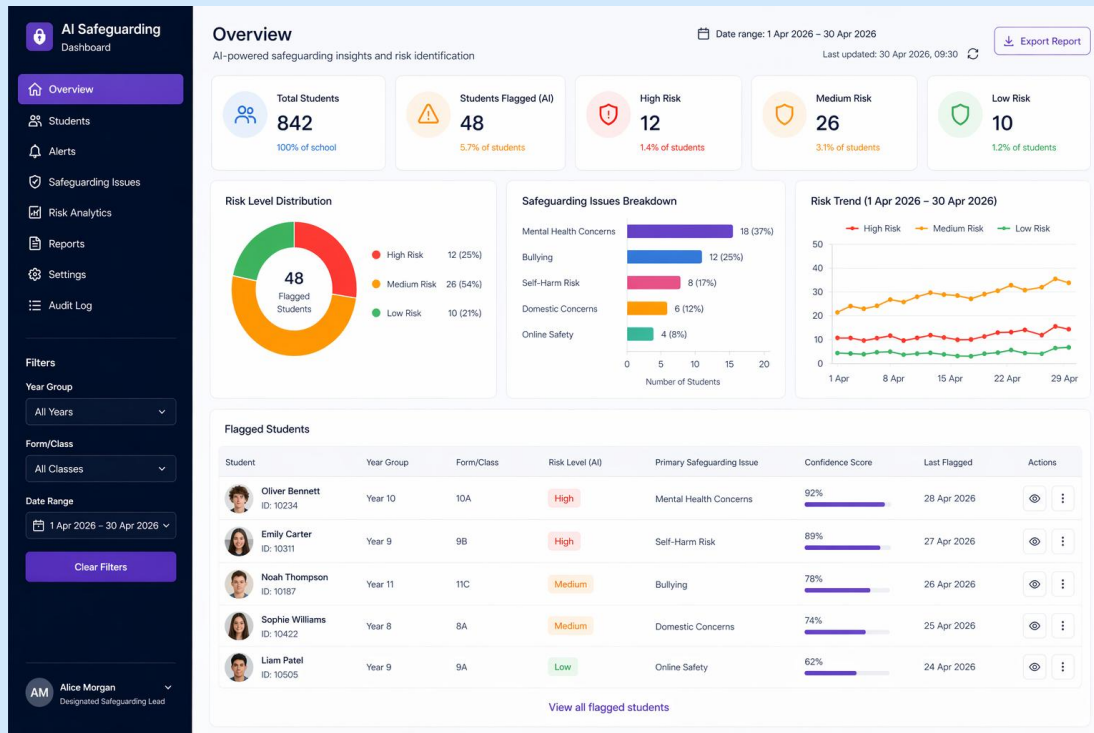 AI Safeguarding
Dashboard
Overview
Students
Alerts
Safeguarding Issues
Risk Analytics
Reports
Settings
Audit Log
Filters
Year Group
All Years
Form/Class
All Classes
Date Range
1 Apr 2026 – 30 Apr 2026
Clear Filters
AM
Alice Morgan
Designated Safeguarding Lead
Overview
AI-powered safeguarding insights and risk identification
Date range: 1 Apr 2026 – 30 Apr 2026
Last updated: 30 Apr 2026, 09:30
Export Report
Total Students
842
100% of school
Students Flagged (AI)
48
5.7% of students
High Risk
12
1.4% of students
Medium Risk
26
3.1% of students
Low Risk
10
1.2% of students
Risk Level Distribution
48
Flagged
Students
High Risk 12 (25%)
Medium Risk 26 (54%)
Low Risk 10 (21%)
Safeguarding Issues Breakdown
Mental Health Concerns 18 (37%)
Bullying 12 (25%)
Self-Harm Risk 8 (17%)
Domestic Concerns 6 (12%)
Online Safety 4 (8%)
0 5 10 15 20
Number of Students
Risk Trend (1 Apr 2026 – 30 Apr 2026)
High Risk Medium Risk Low Risk
50
40
30
20
10
0
1 Apr 8 Apr 15 Apr 22 Apr 29 Apr
Flagged Students
Student Year Group Form/Class Risk Level (AI) Primary Safeguarding Issue Confidence Score Last Flagged Actions
Oliver Bennett
ID: 10234
Year 10 10A High Mental Health Concerns 92% 28 Apr 2026
Emily Carter
ID: 10311
Year 9 9B High Self-Harm Risk 89% 27 Apr 2026
Noah Thompson
ID: 10187
Year 11 11C Medium Bullying 78% 26 Apr 2026
Sophie Williams
ID: 10422
Year 8 8A Medium Domestic Concerns 74% 25 Apr 2026
Liam Patel
ID: 10505
Year 9 9A Low Online Safety 62% 24 Apr 2026
View all flagged students